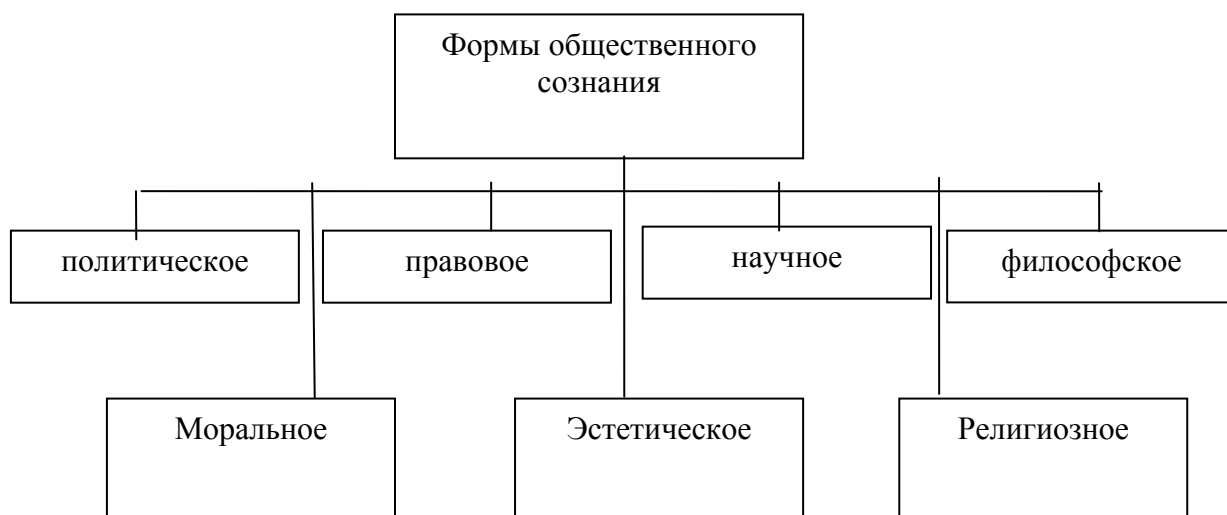 Формы общественного
сознания
политическое
правовое
научное
философское
Моральное
Эстетическое
Религиозное